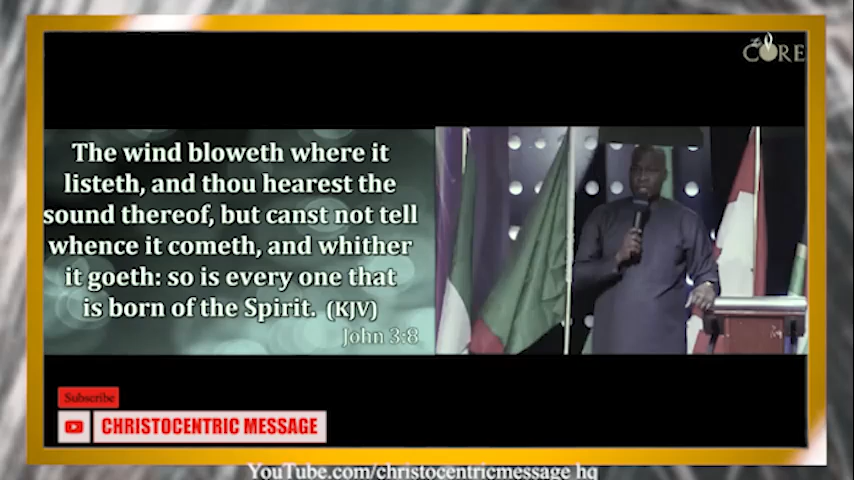 CORE
The wind bloweth where it
listeth, and thou hearest the
sound thereof, but canst not tell
whence it cometh, and whither
it goeth: so is every one that
is born of the Spirit. (KJV)
John 3:8
Subscribe
CHRISTOCENTRIC MESSAGE
YouTube.com/christocentricmessage hq